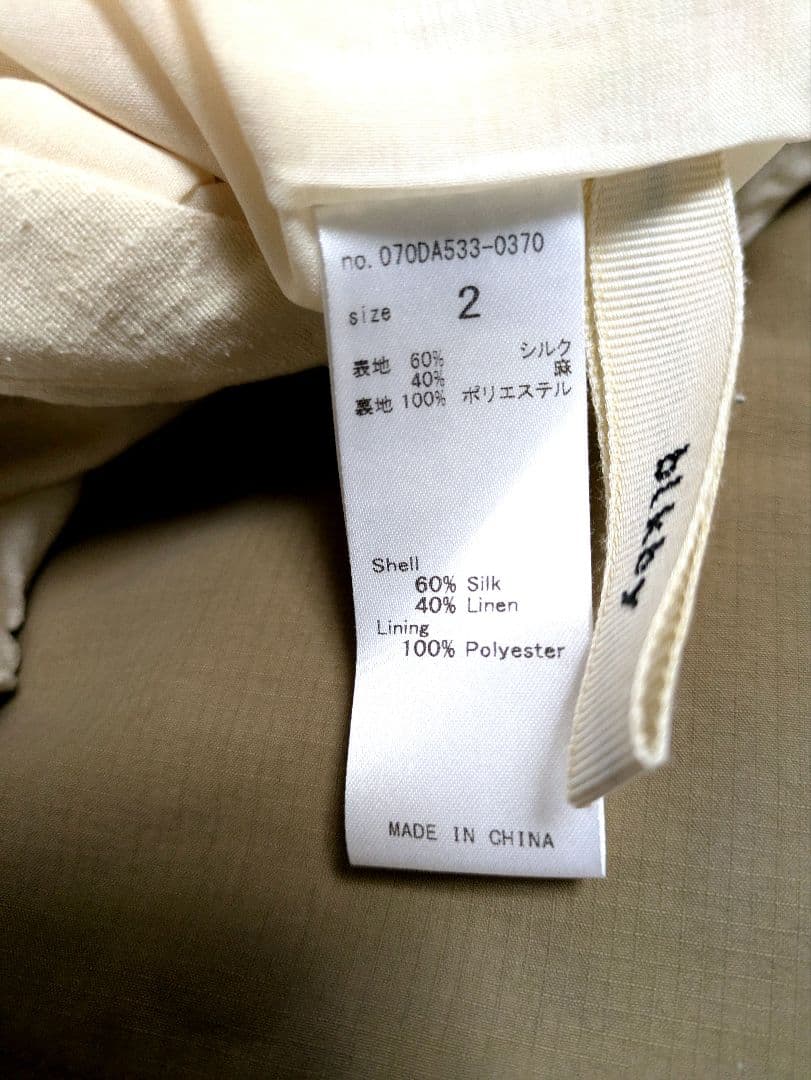 no.070DA533-0370
size 2
表地 60% シルク
40% 麻
裏地 100% ポリエステル
Shell
60% Silk
40% Linen
Lining
100% Polyester
MADE IN CHINA
blkby